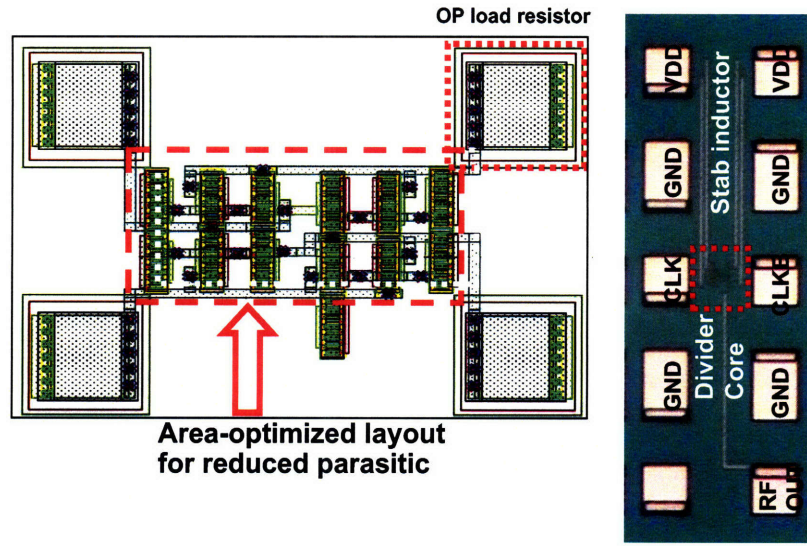 OP load resistor
Area-optimized layout
for reduced parasitic
VDD
VDD
GND
Stab inductor
GND
CLK
CLKB
Divider
Core
GND
GND
RF
OUT